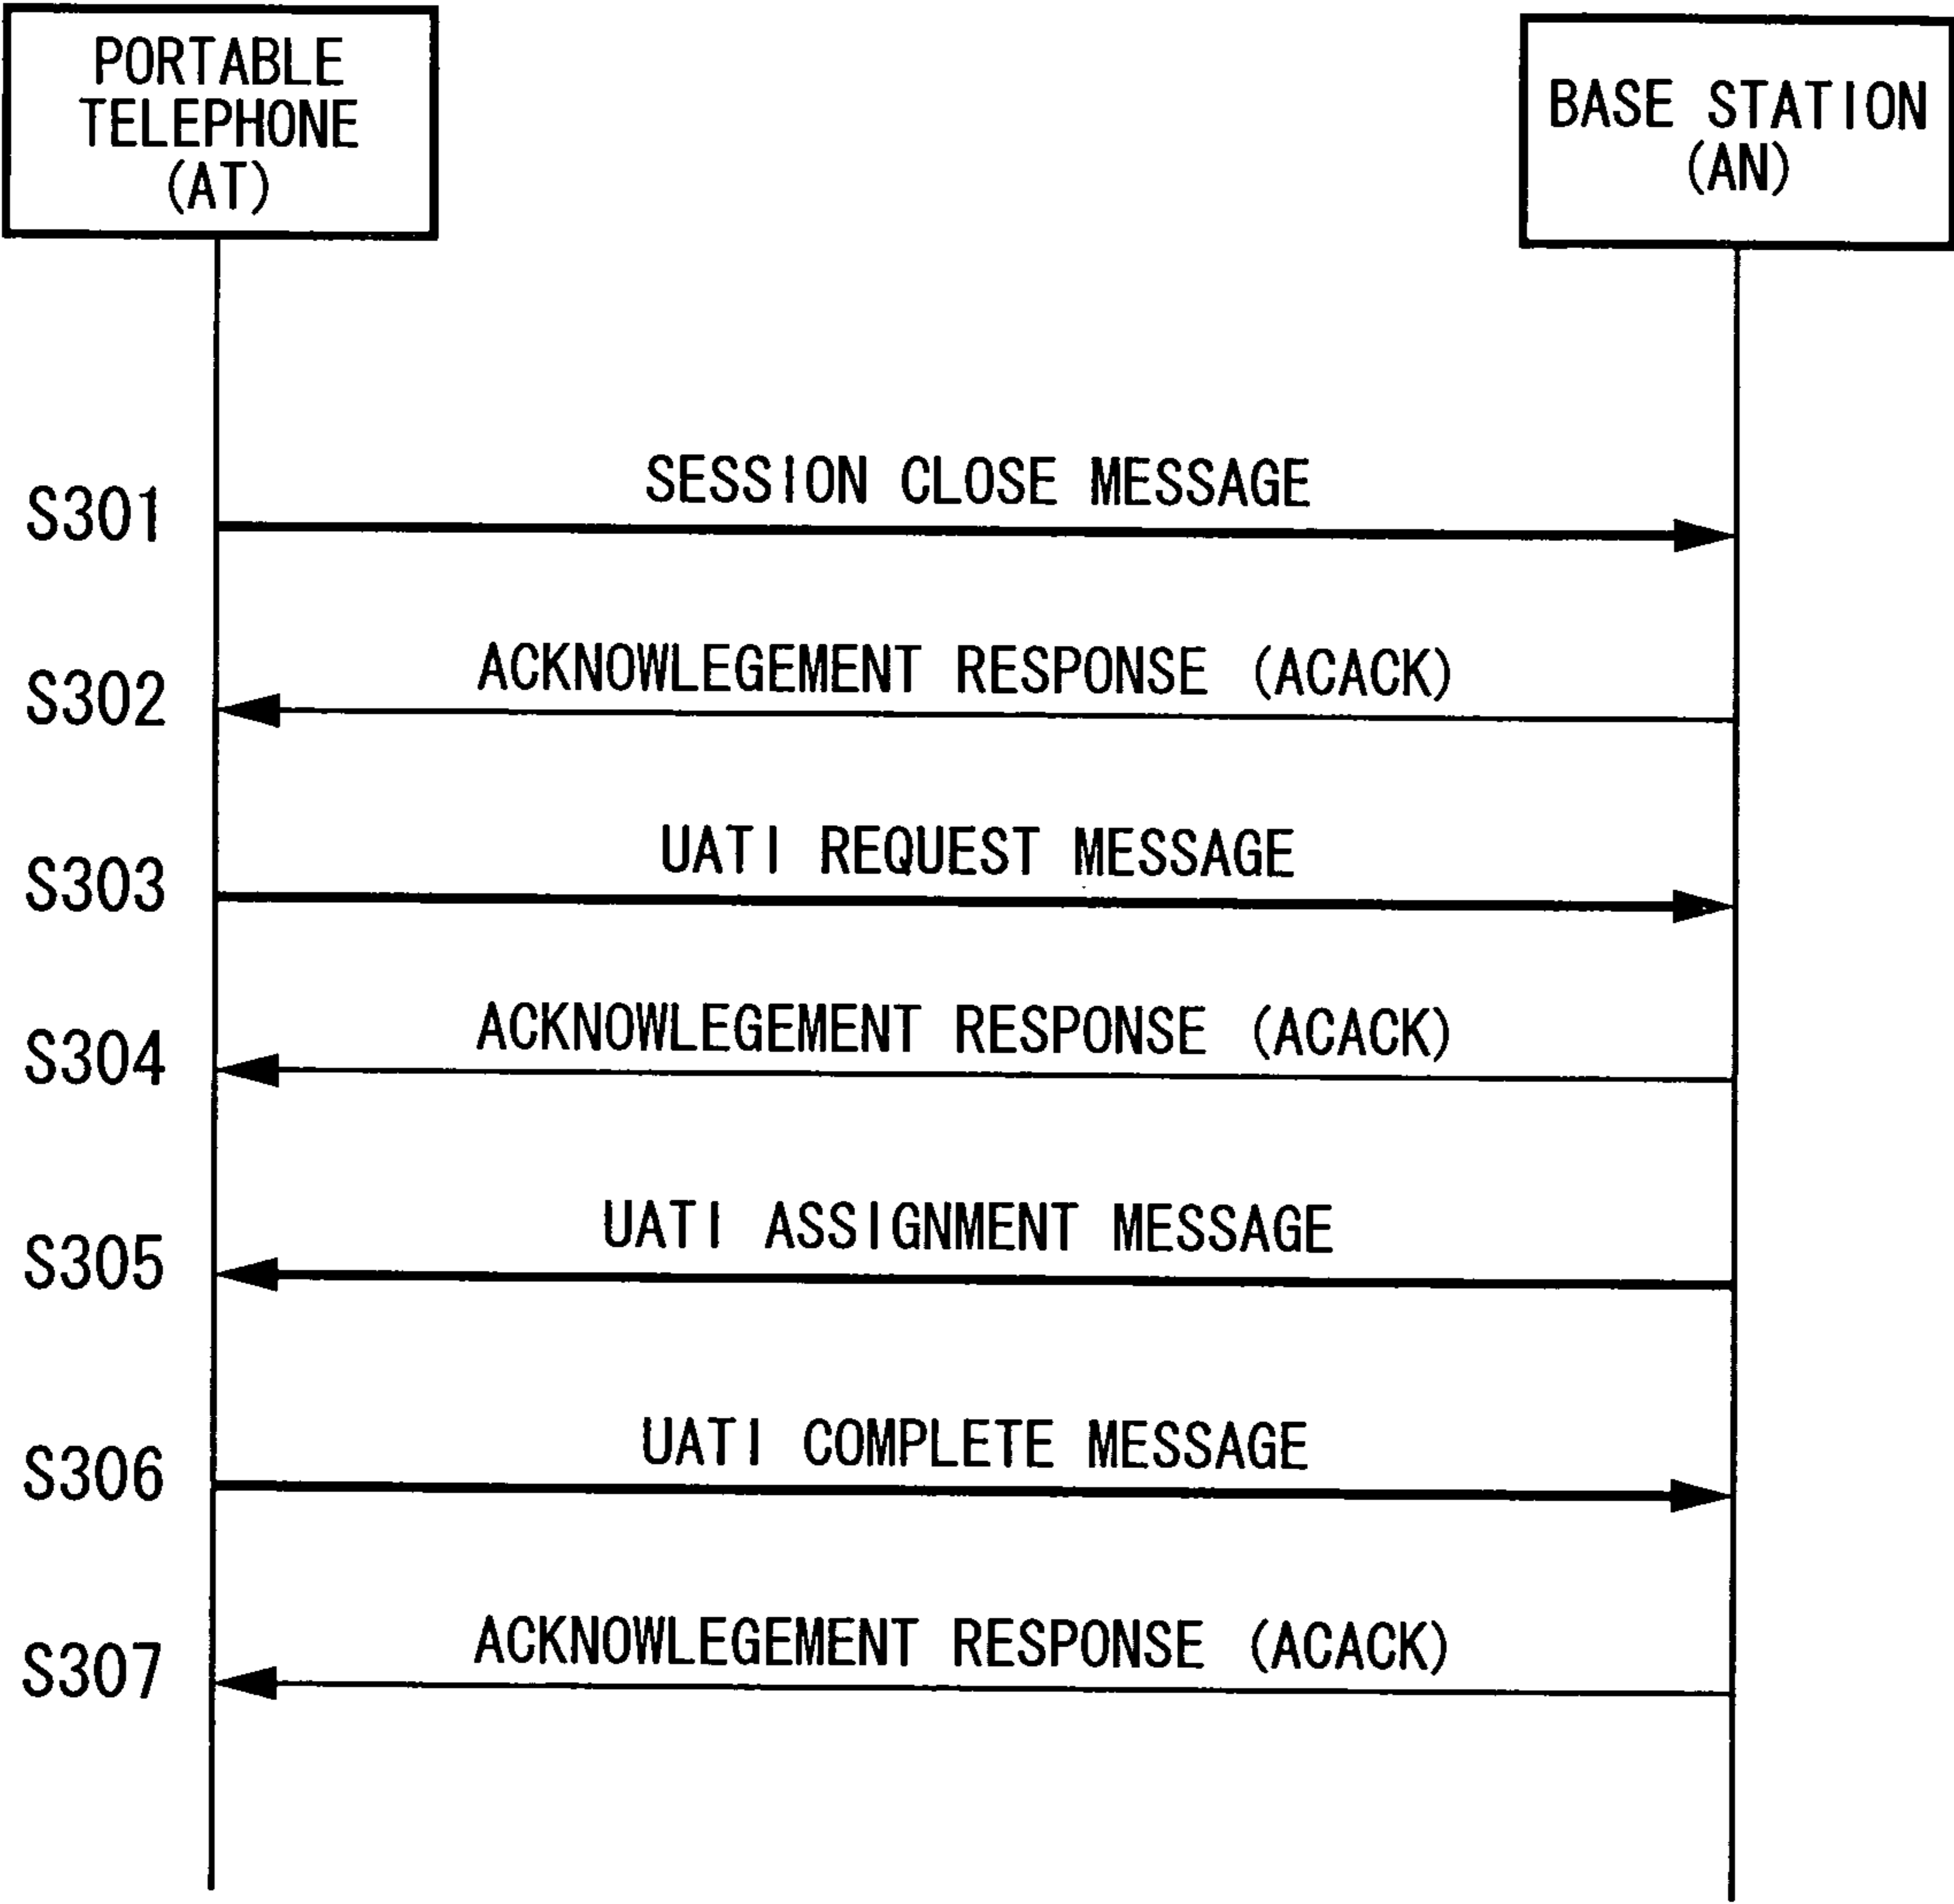 PORTABLE
TELEPHONE
(AT)
BASE STATION
(AN)
S301
SESSION CLOSE MESSAGE
S302
ACKNOWLEGEMENT RESPONSE (ACACK)
S303
UATI REQUEST MESSAGE
S304
ACKNOWLEGEMENT RESPONSE (ACACK)
S305
UATI ASSIGNMENT MESSAGE
S306
UATI COMPLETE MESSAGE
S307
ACKNOWLEGEMENT RESPONSE (ACACK)